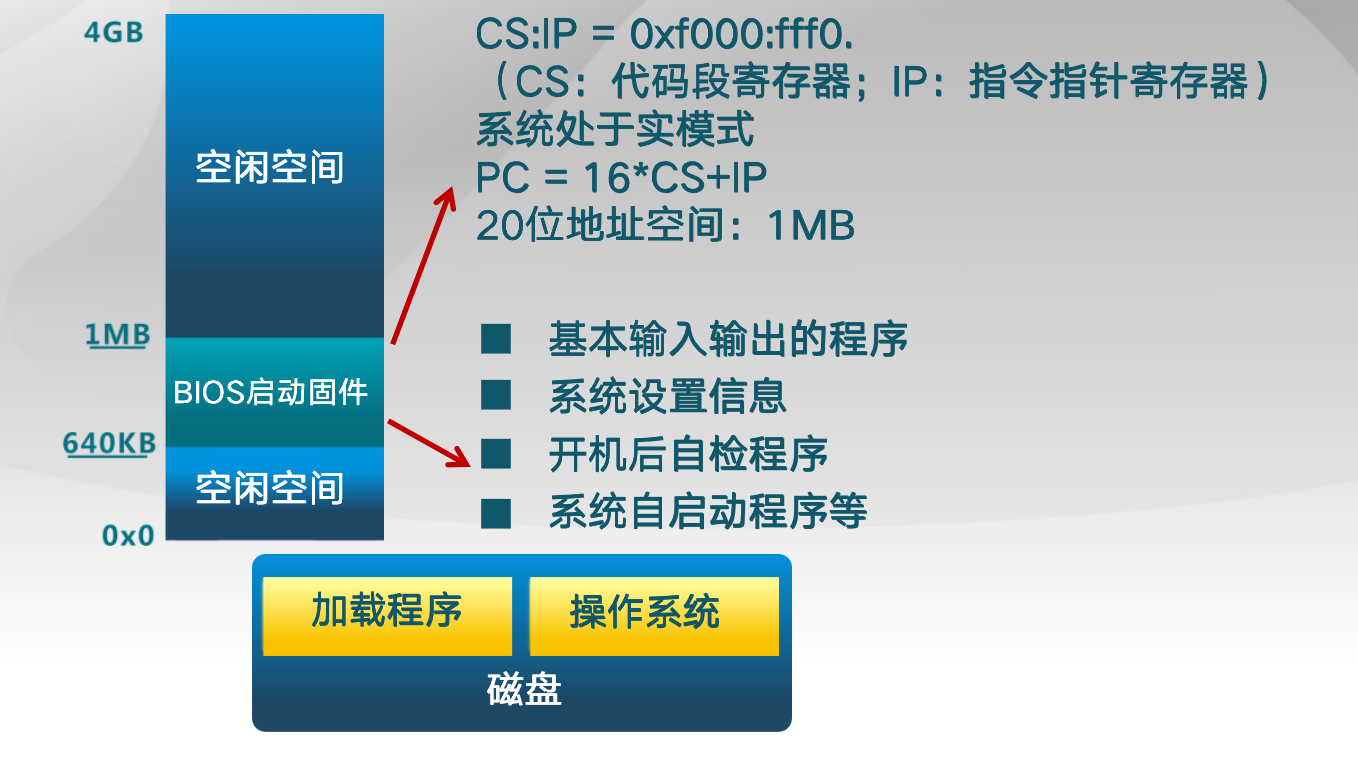 4GB
空闲空间
1MB
BIOS启动固件
640KB
空闲空间
0x0
CS:IP = 0xf000:fff0.
（CS：代码段寄存器；IP：指令指针寄存器）
系统处于实模式
PC = 16*CS+IP
20位地址空间：1MB
基本输入输出的程序
系统设置信息
开机后自检程序
系统自启动程序等
加载程序
操作系统
磁盘